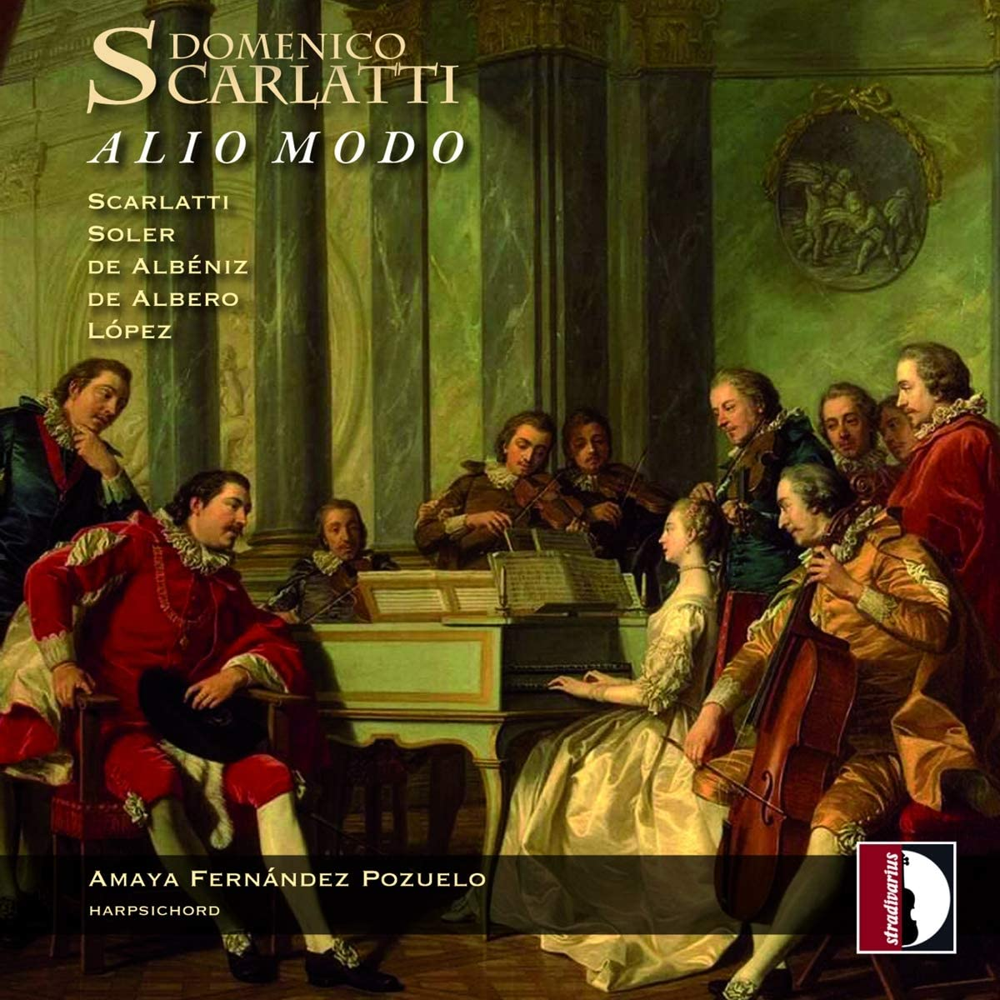 DOMENICO
SCARLATTI
ALIO MODO
SCARLATTI
SOLER
DE ALBÉNIZ
DE ALBERO
LÓPEZ
AMAYA FERNÁNDEZ POZUELO
HARPSICHORD
stradivarius